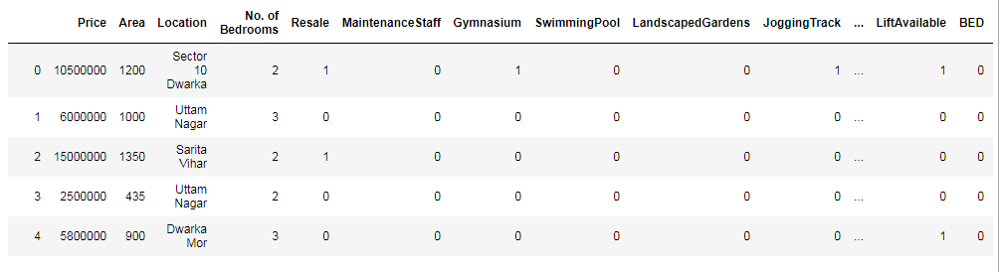 Price Area Location No. of Bedrooms Resale MaintenanceStaff Gymnasium SwimmingPool LandscapedGardens JoggingTrack ... LiftAvailable BED
0 10500000 1200 Sector 10 Dwarka 2 1 0 1 0 0 1 ... 1 0
1 6000000 1000 Uttam Nagar 3 0 0 0 0 0 0 ... 0 0
2 15000000 1350 Sarita Vihar 2 1 0 0 0 0 0 ... 0 0
3 2500000 435 Uttam Nagar 2 0 0 0 0 0 0 ... 0 0
4 5800000 900 Dwarka Mor 3 0 0 0 0 0 0 ... 1 0